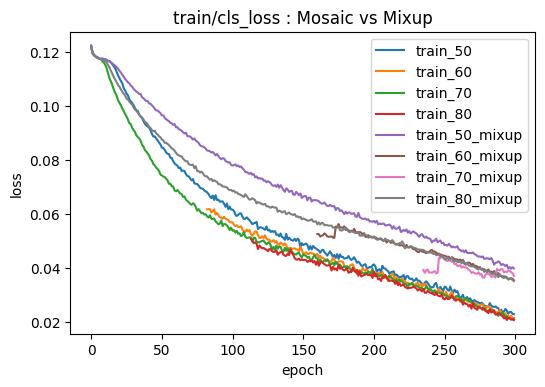 train/cls_loss : Mosaic vs Mixup
loss
0.12
0.10
0.08
0.06
0.04
0.02
train_50
train_60
train_70
train_80
train_50_mixup
train_60_mixup
train_70_mixup
train_80_mixup
0
50
100
150
200
250
300
epoch